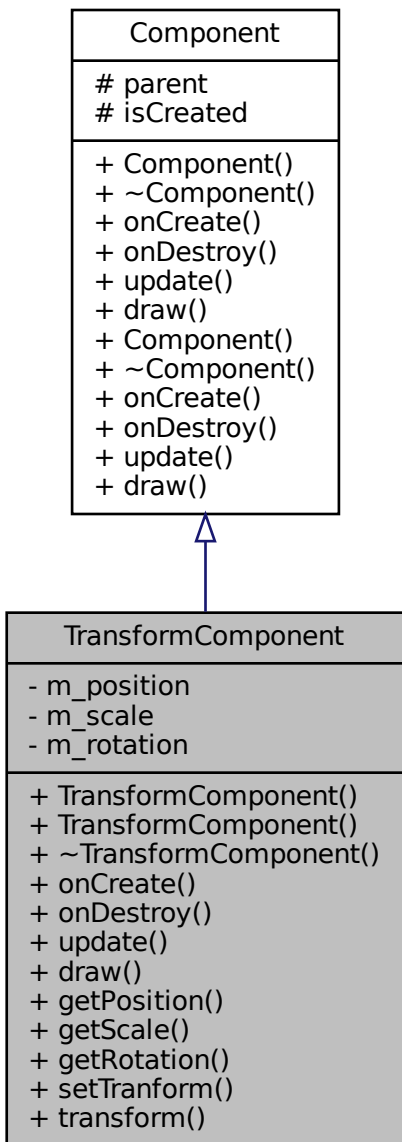 Component
# parent
# isCreated
+ Component()
+ ~Component()
+ onCreate()
+ onDestroy()
+ update()
+ draw()
+ Component()
+ ~Component()
+ onCreate()
+ onDestroy()
+ update()
+ draw()
TransformComponent
- m_position
- m_scale
- m_rotation
+ TransformComponent()
+ TransformComponent()
+ ~TransformComponent()
+ onCreate()
+ onDestroy()
+ update()
+ draw()
+ getPosition()
+ getScale()
+ getRotation()
+ setTranform()
+ transform()